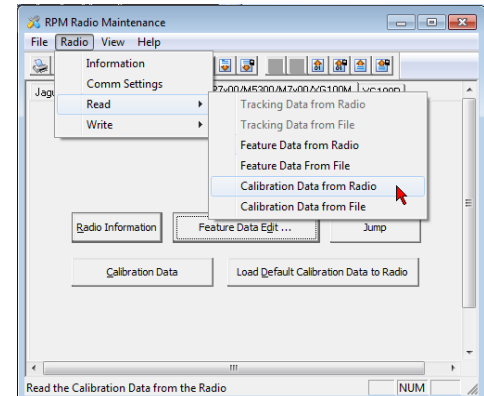 RPM Radio Maintenance
File Radio View Help
Information
Comm Settings
Read
Write
Tracking Data from Radio
Tracking Data from File
Feature Data from Radio
Feature Data From File
Calibration Data from Radio
Calibration Data from File
Radio Information
Feature Data Edit ...
Jump
Calibration Data
Load Default Calibration Data to Radio
Read the Calibration Data from the Radio
NUM